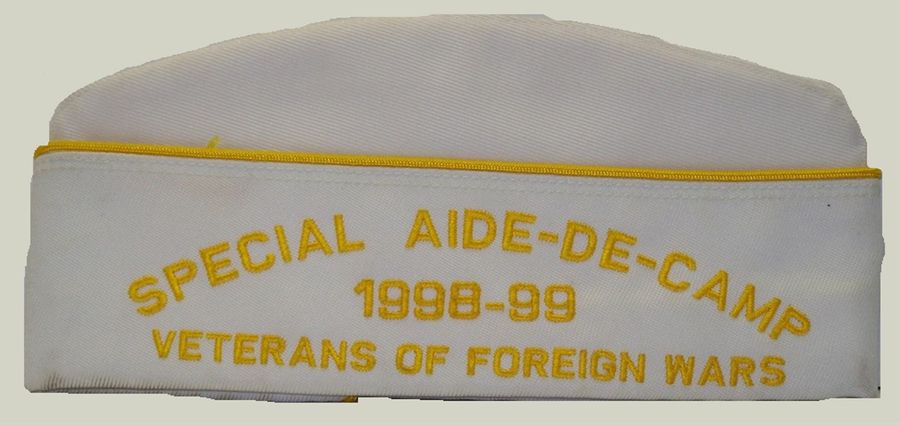 SPECIAL AIDE-DE-CAMP
1998-99
VETERANS OF FOREIGN WARS